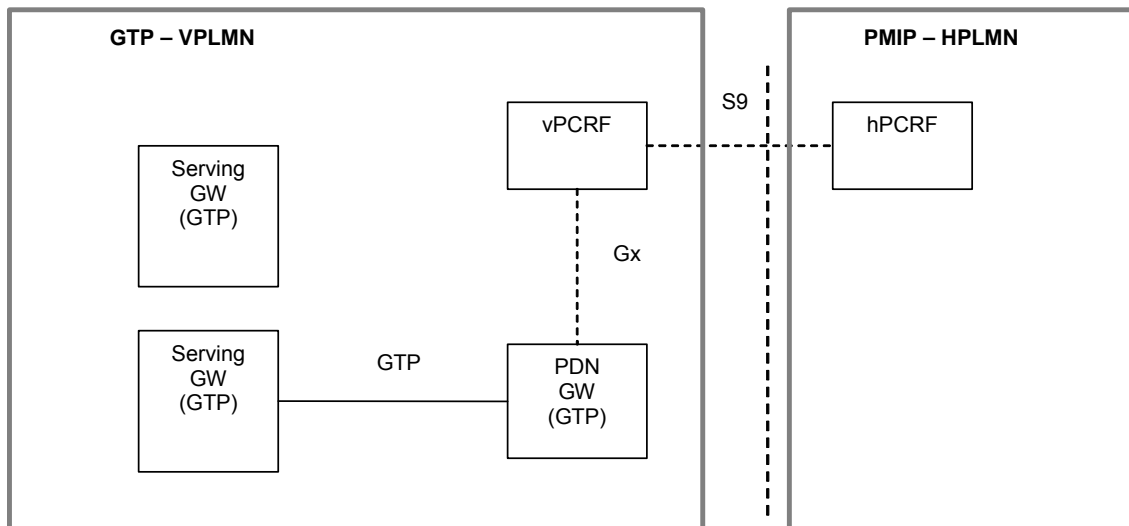 GTP – VPLMN
PMIP – HPLMN
S9
vPCRF
hPCRF
Serving
GW
(GTP)
Gx
Serving
GW
(GTP)
GTP
PDN
GW
(GTP)